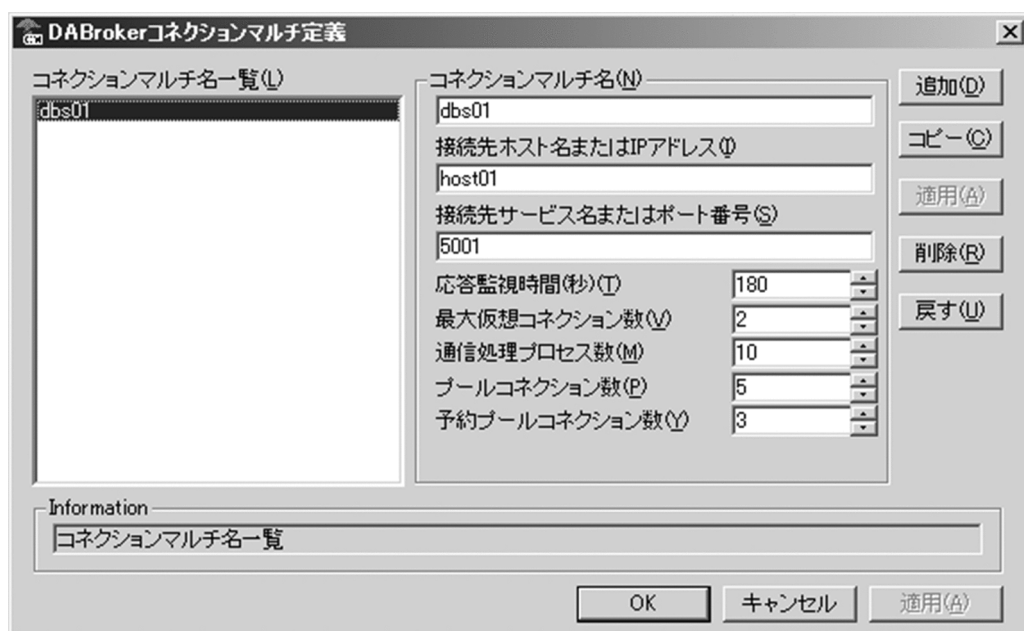 DABrokerコネクションマルチ定義
コネクションマルチ名一覧(L)
dbs01
コネクションマルチ名(N)
dbs01
接続先ホスト名またはIPアドレス(I)
host01
接続先サービス名またはポート番号(S)
5001
応答監視時間(秒)(T) 180
最大仮想コネクション数(V) 2
通信処理プロセス数(M) 10
プールコネクション数(P) 5
予約プールコネクション数(Y) 3
追加(D)
コピー(C)
適用(A)
削除(R)
戻す(U)
Information
コネクションマルチ名一覧
OK キャンセル 適用(A)